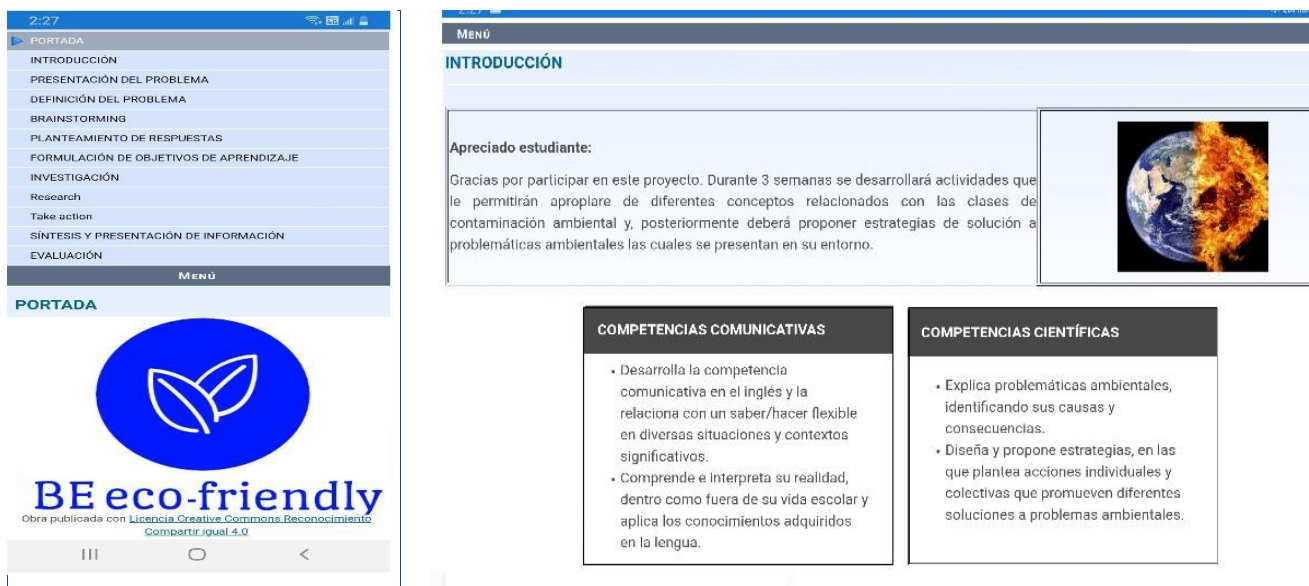 2:27
PORTADA
INTRODUCCIÓN
PRESENTACIÓN DEL PROBLEMA
DEFINICIÓN DEL PROBLEMA
BRAINSTORMING
PLANTEAMIENTO DE RESPUESTAS
FORMULACIÓN DE OBJETIVOS DE APRENDIZAJE
INVESTIGACIÓN
Research
Take action
SÍNTESIS Y PRESENTACIÓN DE INFORMACIÓN
EVALUACIÓN
MENÚ
PORTADA
BE eco-friendly
Obra publicada con Licencia Creative Commons Reconocimiento
Compartir igual 4.0
MENÚ
INTRODUCCIÓN
Apreciado estudiante:
Gracias por participar en este proyecto. Durante 3 semanas se desarrollará actividades que
le permitirán apropiare de diferentes conceptos relacionados con las clases de
contaminación ambiental y, posteriormente deberá proponer estrategias de solución a
problemáticas ambientales las cuales se presentan en su entorno.
COMPETENCIAS COMUNICATIVAS
• Desarrolla la competencia
comunicativa en el inglés y la
relaciona con un saber/hacer flexible
en diversas situaciones y contextos
significativos.
• Comprende e interpreta su realidad,
dentro como fuera de su vida escolar y
aplica los conocimientos adquiridos
en la lengua.
COMPETENCIAS CIENTÍFICAS
• Explica problemáticas ambientales,
identificando sus causas y
consecuencias.
• Diseña y propone estrategias, en las
que plantea acciones individuales y
colectivas que promueven diferentes
soluciones a problemas ambientales.